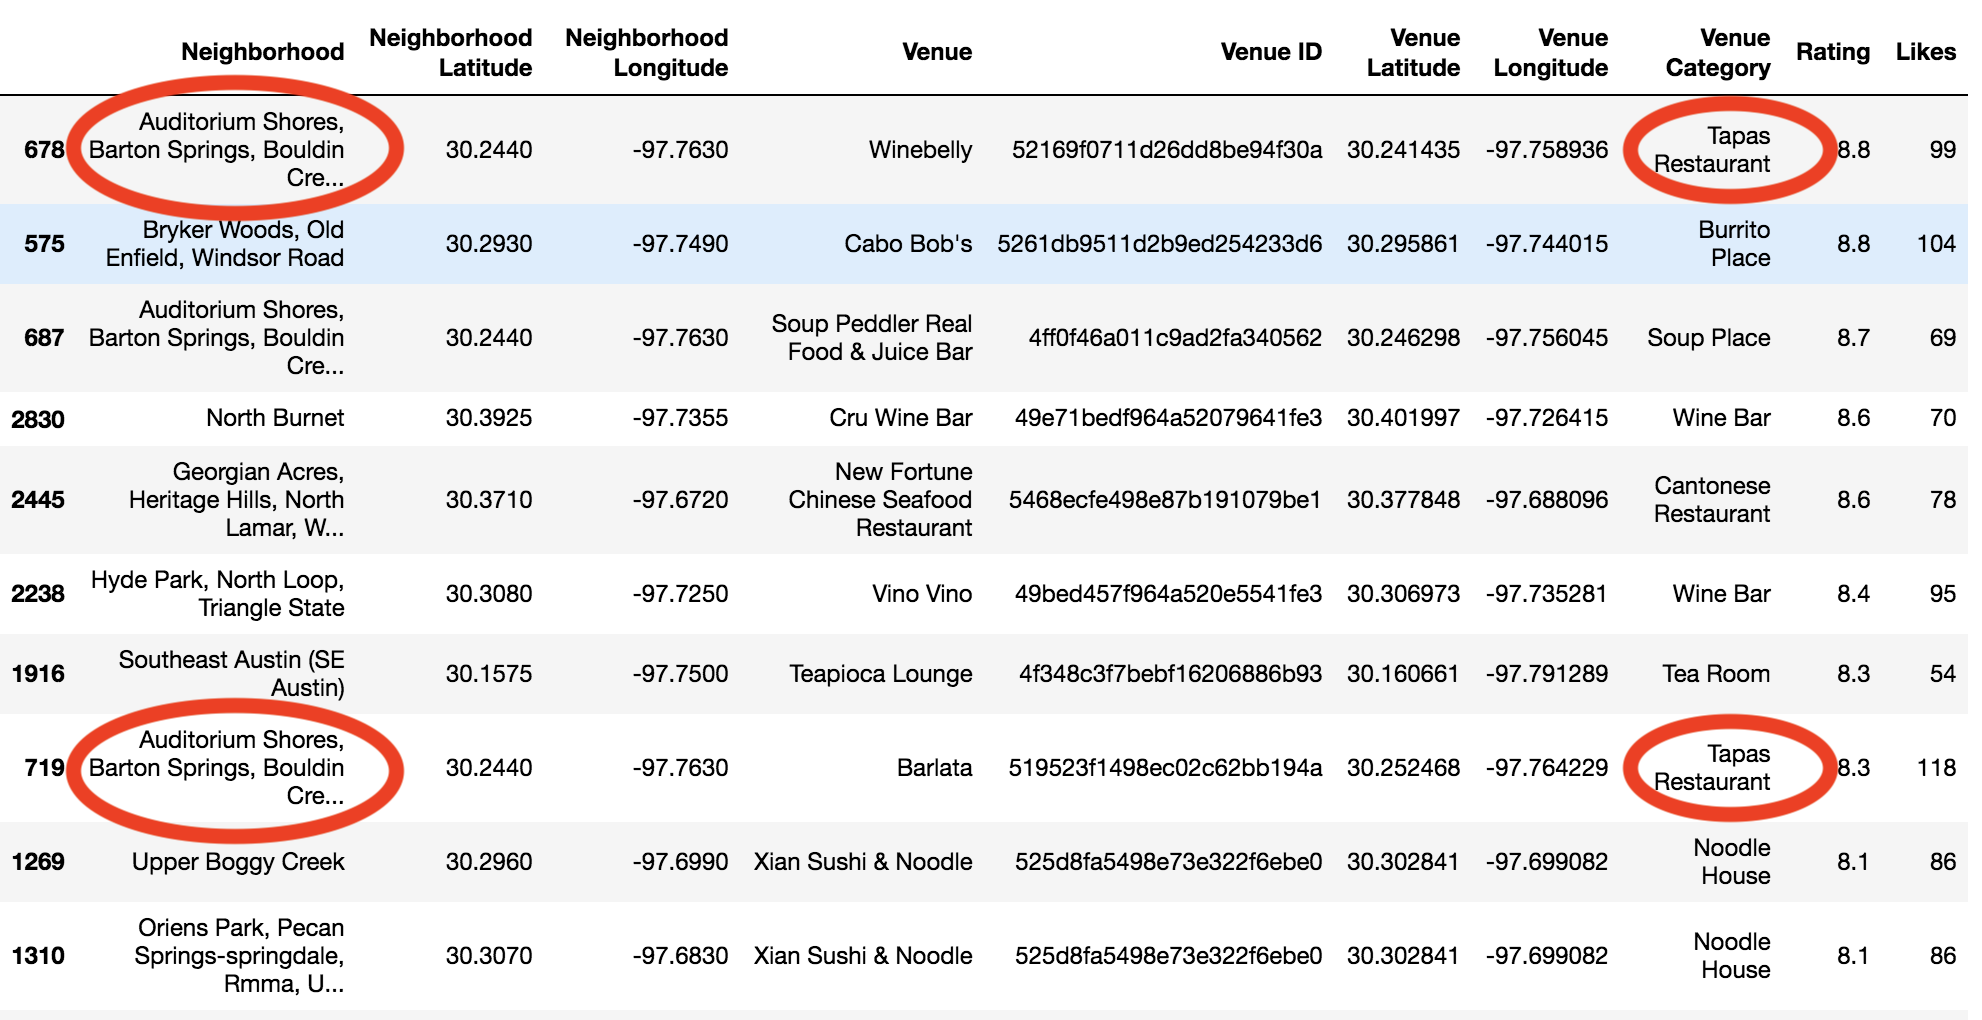 Neighborhood Neighborhood Latitude Neighborhood Longitude Venue Venue ID Venue Latitude Venue Longitude Venue Category Rating Likes
678 Auditorium Shores, Barton Springs, Bouldin Cre... 30.2440 -97.7630 Winebelly 52169f0711d26dd8be94f30a 30.241435 -97.758936 Tapas Restaurant 8.8 99
575 Bryker Woods, Old Enfield, Windsor Road 30.2930 -97.7490 Cabo Bob's 5261db9511d2b9ed254233d6 30.295861 -97.744015 Burrito Place 8.8 104
687 Auditorium Shores, Barton Springs, Bouldin Cre... 30.2440 -97.7630 Soup Peddler Real Food & Juice Bar 4ff0f46a011c9ad2fa340562 30.246298 -97.756045 Soup Place 8.7 69
2830 North Burnet 30.3925 -97.7355 Cru Wine Bar 49e71bedf964a52079641fe3 30.401997 -97.726415 Wine Bar 8.6 70
2445 Georgian Acres, Heritage Hills, North Lamar, W... 30.3710 -97.6720 New Fortune Chinese Seafood Restaurant 5468ecfe498e87b191079be1 30.377848 -97.688096 Cantonese Restaurant 8.6 78
2238 Hyde Park, North Loop, Triangle State 30.3080 -97.7250 Vino Vino 49bed457f964a520e5541fe3 30.306973 -97.735281 Wine Bar 8.4 95
1916 Southeast Austin (SE Austin) 30.1575 -97.7500 Teapioca Lounge 4f348c3f7bebf16206886b93 30.160661 -97.791289 Tea Room 8.3 54
719 Auditorium Shores, Barton Springs, Bouldin Cre... 30.2440 -97.7630 Barlata 519523f1498ec02c62bb194a 30.252468 -97.764229 Tapas Restaurant 8.3 118
1269 Upper Boggy Creek 30.2960 -97.6990 Xian Sushi & Noodle 525d8fa5498e73e322f6ebe0 30.302841 -97.699082 Noodle House 8.1 86
1310 Oriens Park, Pecan Springs-springdale, Rmma, U... 30.3070 -97.6830 Xian Sushi & Noodle 525d8fa5498e73e322f6ebe0 30.302841 -97.699082 Noodle House 8.1 86